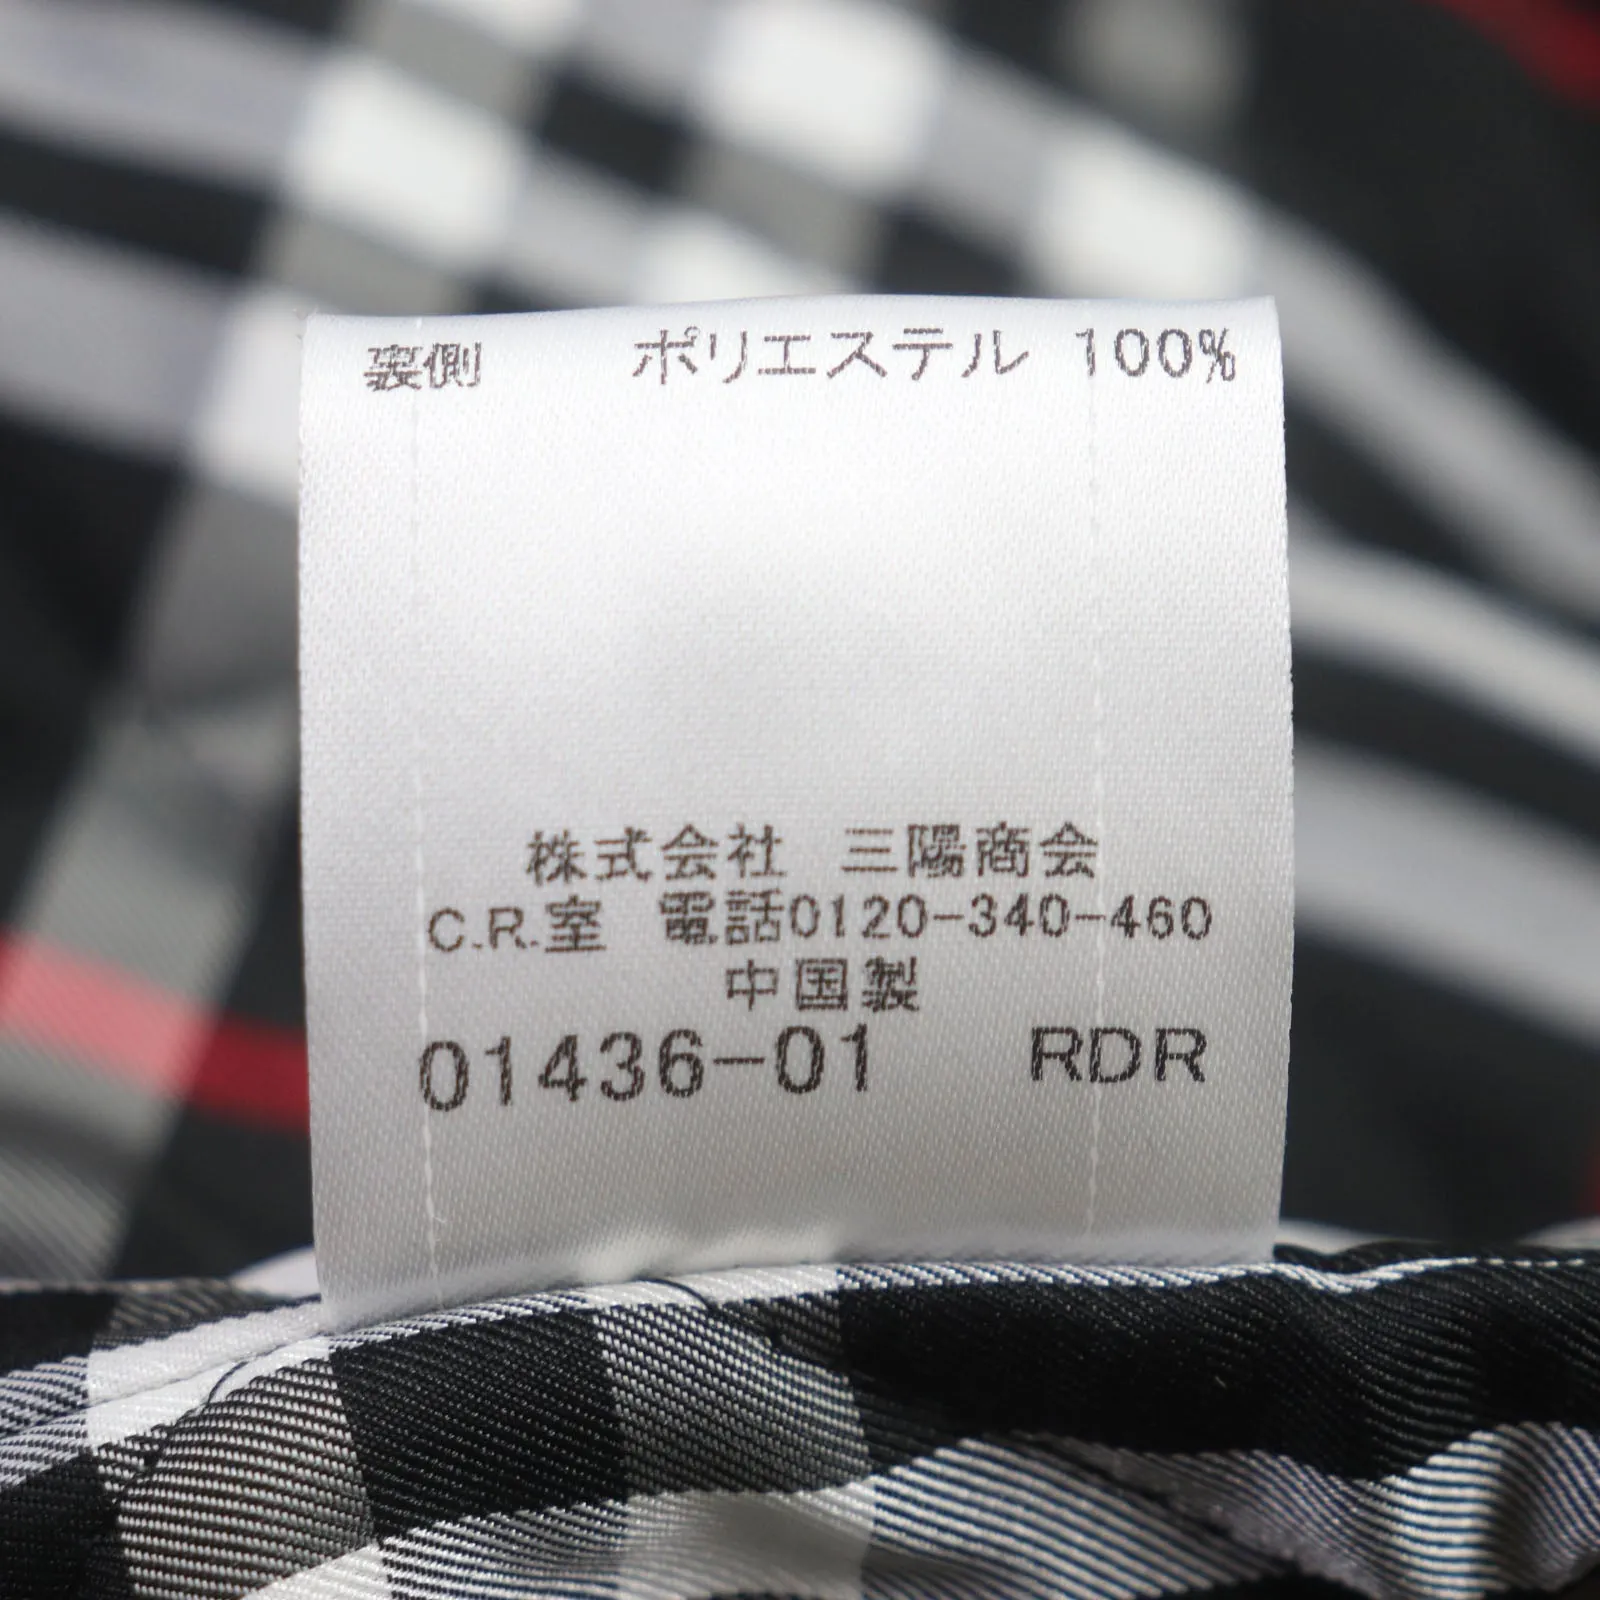 裏側　ポリエステル 100%
株式会社　三陽商会
C.R.室　電話0120-340-460
中国製
01436-01　RDR